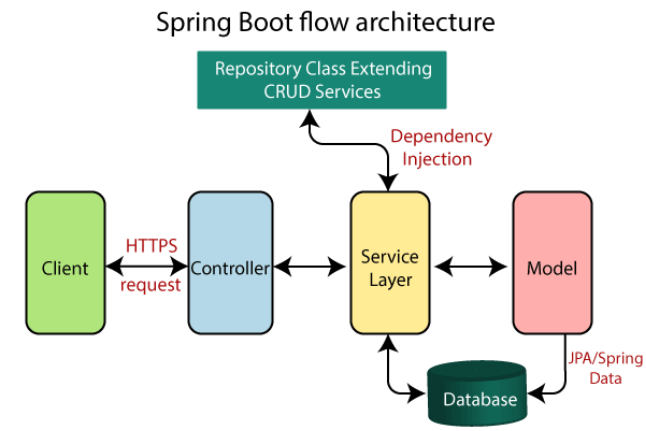 Spring Boot flow architecture
Repository Class Extending
CRUD Services
Dependency
Injection
Client
HTTPS
request
Controller
Service
Layer
Model
JPA/Spring
Data
Database